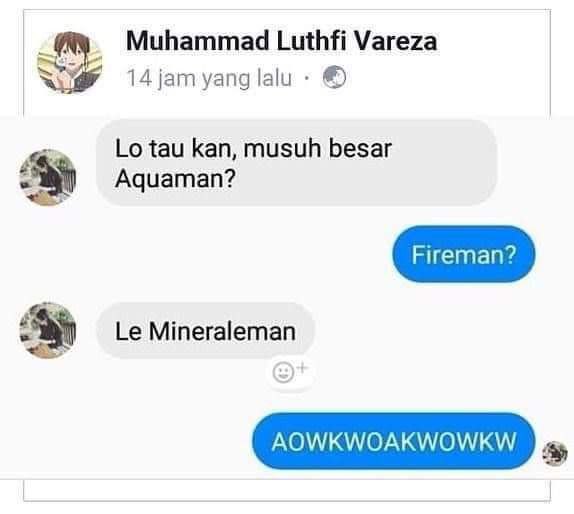 Muhammad Luthfi Vareza
14 jam yang lalu ·
Lo tau kan, musuh besar
Aquaman?
Fireman?
Le Mineraleman
AOWKWOAKWOWKW